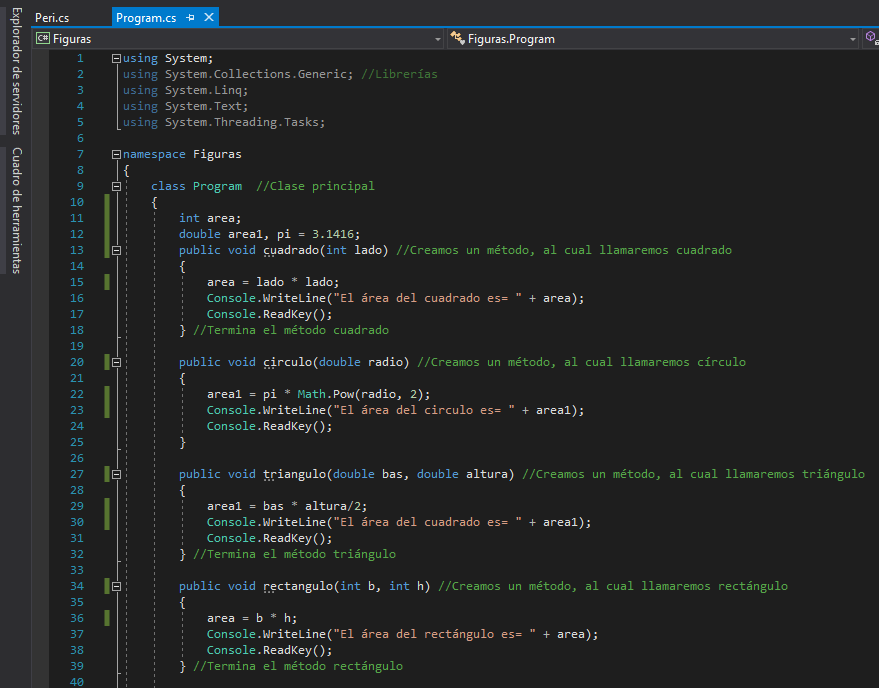 Explorador de servidores
Cuadro de herramientas
Peri.cs
Program.cs
C# Figuras
Figuras.Program
1 using System;
2 using System.Collections.Generic; //Librerías
3 using System.Linq;
4 using System.Text;
5 using System.Threading.Tasks;
6
7 namespace Figuras
8 {
9 class Program //Clase principal
10 {
11 int area;
12 double area1, pi = 3.1416;
13 public void cuadrado(int lado) //Creamos un método, al cual llamaremos cuadrado
14 {
15 area = lado * lado;
16 Console.WriteLine("El área del cuadrado es= " + area);
17 Console.ReadKey();
18 } //Termina el método cuadrado
19
20 public void circulo(double radio) //Creamos un método, al cual llamaremos círculo
21 {
22 area1 = pi * Math.Pow(radio, 2);
23 Console.WriteLine("El área del circulo es= " + area1);
24 Console.ReadKey();
25 }
26
27 public void triangulo(double bas, double altura) //Creamos un método, al cual llamaremos triángulo
28 {
29 area1 = bas * altura/2;
30 Console.WriteLine("El área del cuadrado es= " + area1);
31 Console.ReadKey();
32 } //Termina el método triángulo
33
34 public void rectangulo(int b, int h) //Creamos un método, al cual llamaremos rectángulo
35 {
36 area = b * h;
37 Console.WriteLine("El área del rectángulo es= " + area);
38 Console.ReadKey();
39 } //Termina el método rectángulo
40